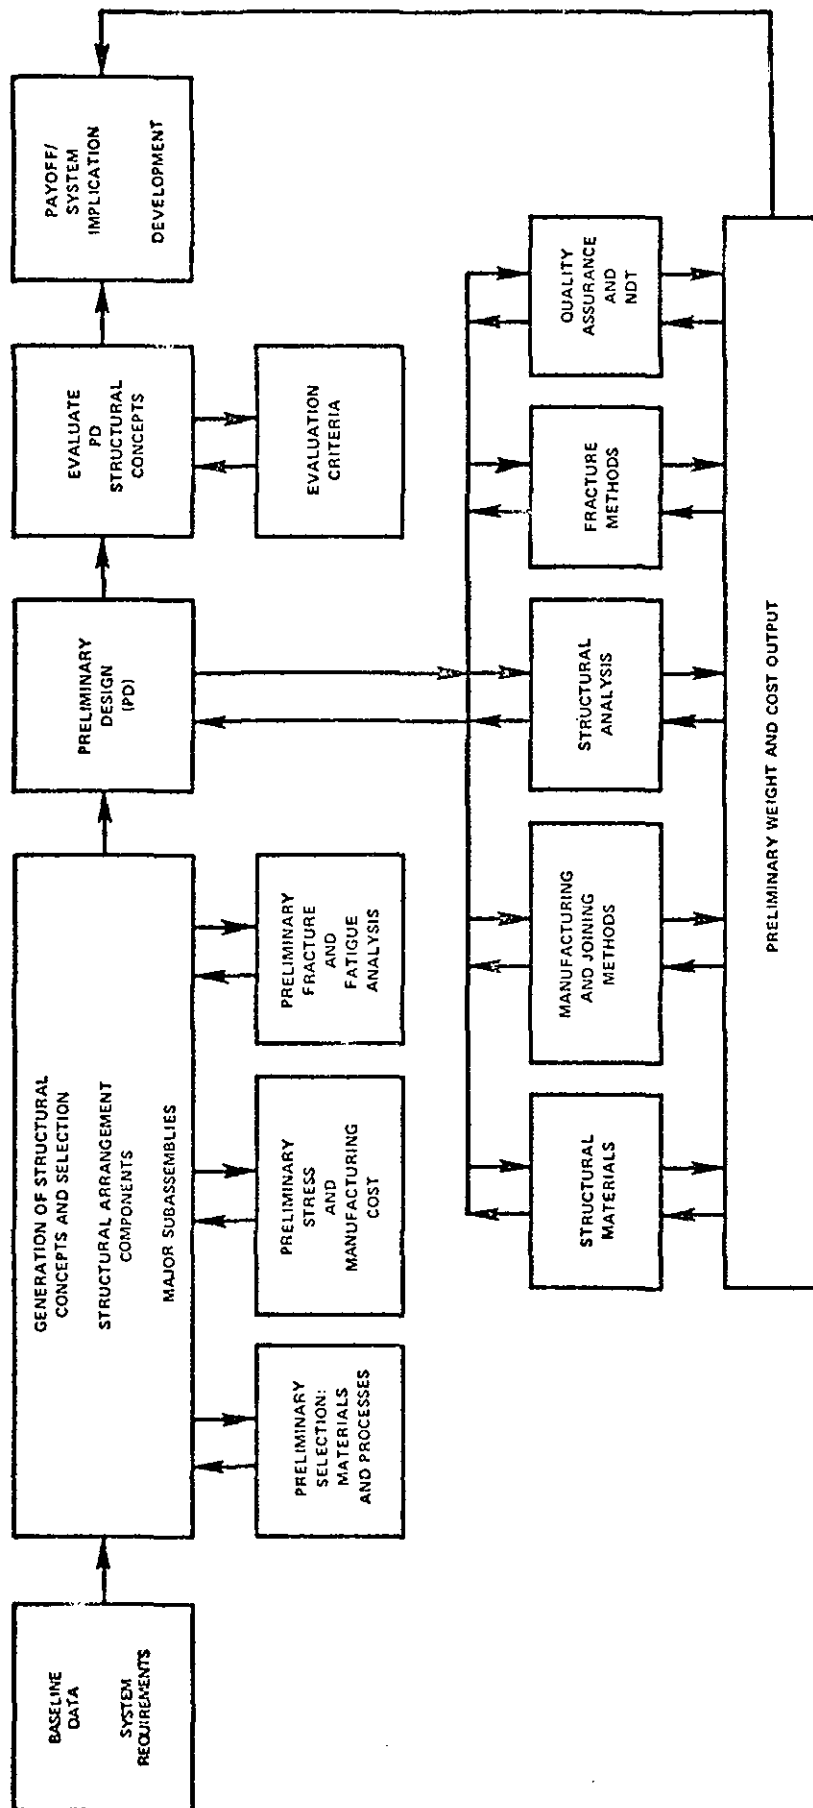 BASELINE
DATA
SYSTEM
REQUIREMENTS
GENERATION OF STRUCTURAL
CONCEPTS AND SELECTION
STRUCTURAL ARRANGEMENT
COMPONENTS
MAJOR SUBASSEMBLIES
PRELIMINARY
DESIGN
(PD)
EVALUATE
PD
STRUCTURAL
CONCEPTS
PAYOFF/
SYSTEM
IMPLICATION
DEVELOPMENT
PRELIMINARY
SELECTION:
MATERIALS
AND PROCESSES
PRELIMINARY
STRESS
AND
MANUFACTURING
COST
PRELIMINARY
FRACTURE
AND
FATIGUE
ANALYSIS
EVALUATION
CRITERIA
STRUCTURAL
MATERIALS
MANUFACTURING
AND JOINING
METHODS
STRUCTURAL
ANALYSIS
FRACTURE
METHODS
QUALITY
ASSURANCE
AND
NDT
PRELIMINARY WEIGHT AND COST OUTPUT